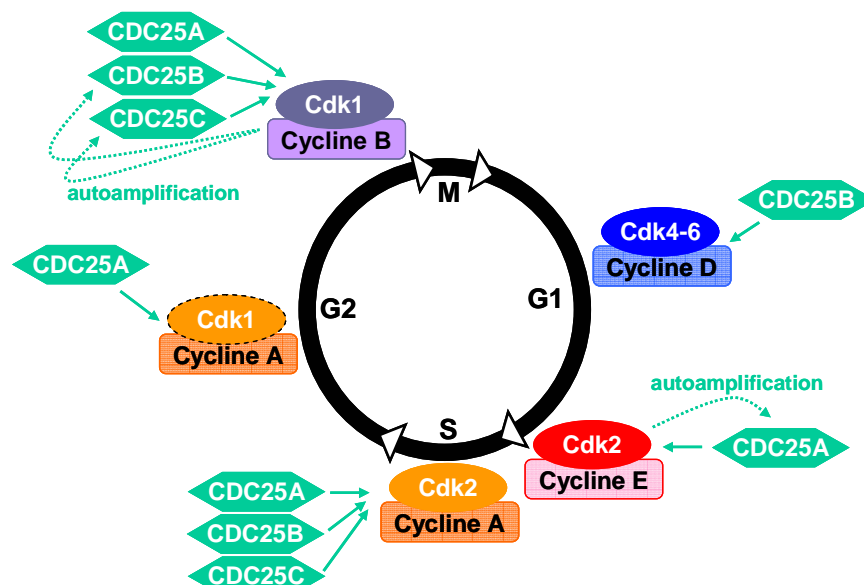 CDC25A
CDC25B
CDC25C
Cdk1
Cycline B
autoamplification
M
CDC25B
Cdk4-6
Cycline D
CDC25A
G2
G1
Cdk1
Cycline A
autoamplification
S
Cdk2
Cycline E
CDC25A
CDC25A
CDC25B
CDC25C
Cdk2
Cycline A